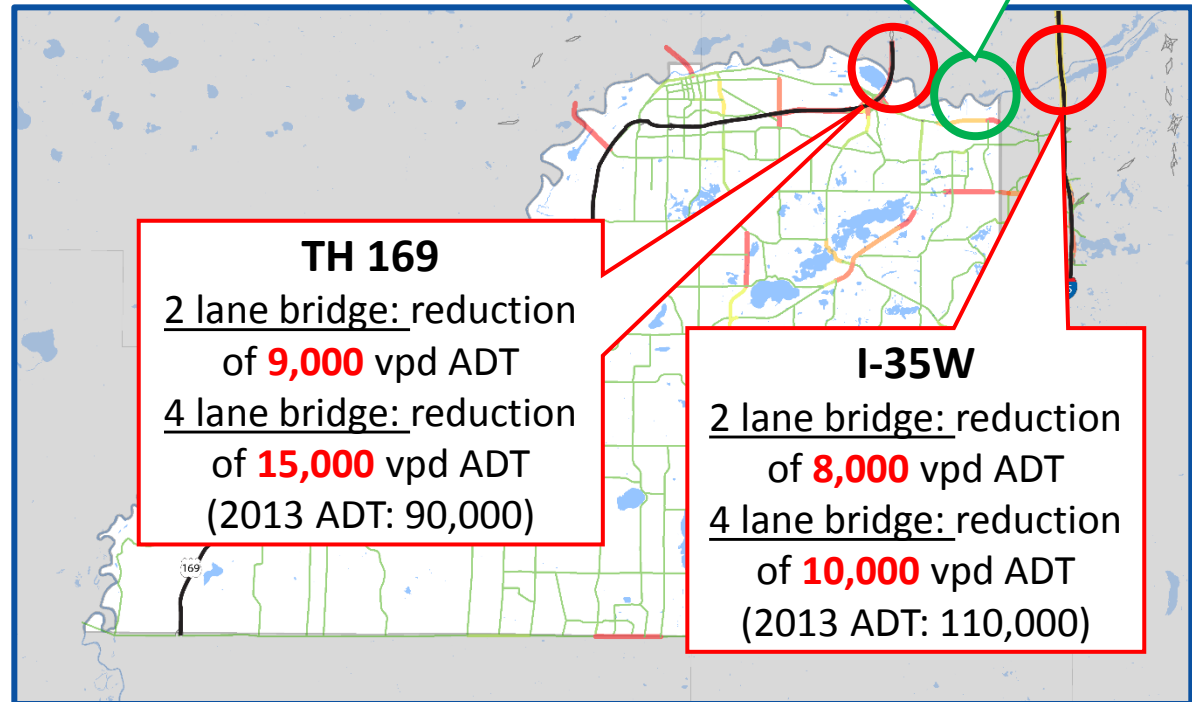 TH 169
2 lane bridge: reduction
of 9,000 vpd ADT
4 lane bridge: reduction
of 15,000 vpd ADT
(2013 ADT: 90,000)
I-35W
2 lane bridge: reduction
of 8,000 vpd ADT
4 lane bridge: reduction
of 10,000 vpd ADT
(2013 ADT: 110,000)
169